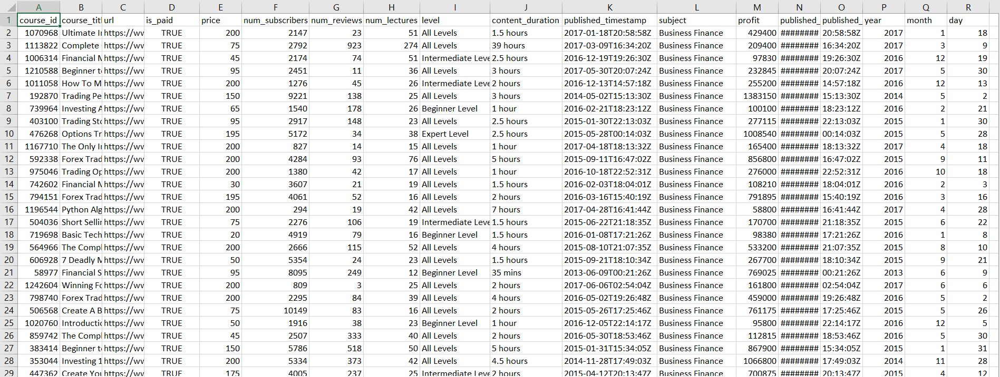 A B C D E F G H I J K L M N O P Q R
1 course_id course_titl url is_paid price num_subscribers num_reviews num_lectures level content_duration published_timestamp subject profit published_ published_ year month day
2 1070968 Ultimate Ir https://ww TRUE 200 2147 23 51 All Levels 1.5 hours 2017-01-18T20:58:58Z Business Finance 429400 ######## 20:58:58Z 2017 1 18
3 1113822 Complete https://ww TRUE 75 2792 923 274 All Levels 39 hours 2017-03-09T16:34:20Z Business Finance 209400 ######## 16:34:20Z 2017 3 9
4 1006314 Financial M https://ww TRUE 45 2174 74 51 Intermediate Leve 2.5 hours 2016-12-19T19:26:30Z Business Finance 97830 ######## 19:26:30Z 2016 12 19
5 1210588 Beginner to https://ww TRUE 95 2451 11 36 All Levels 3 hours 2017-05-30T20:07:24Z Business Finance 232845 ######## 20:07:24Z 2017 5 30
6 1011058 How To M https://ww TRUE 200 1276 45 26 Intermediate Leve 2 hours 2016-12-13T14:57:18Z Business Finance 255200 ######## 14:57:18Z 2016 12 13
7 192870 Trading Pe https://ww TRUE 150 9221 138 25 All Levels 3 hours 2014-05-02T15:13:30Z Business Finance 1383150 ######## 15:13:30Z 2014 5 2
8 739964 Investing A https://ww TRUE 65 1540 178 26 Beginner Level 1 hour 2016-02-21T18:23:12Z Business Finance 100100 ######## 18:23:12Z 2016 2 21
9 403100 Trading Sto https://ww TRUE 95 2917 148 23 All Levels 2.5 hours 2015-01-30T22:13:03Z Business Finance 277115 ######## 22:13:03Z 2015 1 30
10 476268 Options Tr https://ww TRUE 195 5172 34 38 Expert Level 2.5 hours 2015-05-28T00:14:03Z Business Finance 1008540 ######## 00:14:03Z 2015 5 28
11 1167710 The Only Ir https://ww TRUE 200 827 14 15 All Levels 1 hour 2017-04-18T18:13:32Z Business Finance 165400 ######## 18:13:32Z 2017 4 18
12 592338 Forex Trad https://ww TRUE 200 4284 93 76 All Levels 5 hours 2015-09-11T16:47:02Z Business Finance 856800 ######## 16:47:02Z 2015 9 11
13 975046 Trading Op https://ww TRUE 200 1380 42 17 All Levels 1 hour 2016-10-18T22:52:31Z Business Finance 276000 ######## 22:52:31Z 2016 10 18
14 742602 Financial M https://ww TRUE 30 3607 21 19 All Levels 1.5 hours 2016-02-03T18:04:01Z Business Finance 108210 ######## 18:04:01Z 2016 2 3
15 794151 Forex Trad https://ww TRUE 195 4061 52 16 All Levels 2 hours 2016-03-16T15:40:19Z Business Finance 791895 ######## 15:40:19Z 2016 3 16
16 1196544 Python Alg https://ww TRUE 200 294 19 42 All Levels 7 hours 2017-04-28T16:41:44Z Business Finance 58800 ######## 16:41:44Z 2017 4 28
17 504036 Short Sellin https://ww TRUE 75 2276 106 19 Intermediate Leve 1.5 hours 2015-06-22T21:18:35Z Business Finance 170700 ######## 21:18:35Z 2015 6 22
18 719698 Basic Tech https://ww TRUE 20 4919 79 16 Beginner Level 1.5 hours 2016-01-08T17:21:26Z Business Finance 98380 ######## 17:21:26Z 2016 1 8
19 564966 The Compl https://ww TRUE 200 2666 115 52 All Levels 4 hours 2015-08-10T21:07:35Z Business Finance 533200 ######## 21:07:35Z 2015 8 10
20 606928 7 Deadly M https://ww TRUE 50 5354 24 23 All Levels 1.5 hours 2015-09-21T18:10:34Z Business Finance 267700 ######## 18:10:34Z 2015 9 21
21 58977 Financial S https://ww TRUE 95 8095 249 12 Beginner Level 35 mins 2013-06-09T00:21:26Z Business Finance 769025 ######## 00:21:26Z 2013 6 9
22 1242604 Winning Fo https://ww TRUE 200 809 3 25 All Levels 2 hours 2017-06-06T02:54:04Z Business Finance 161800 ######## 02:54:04Z 2017 6 6
23 798740 Forex Trad https://ww TRUE 200 2295 84 39 All Levels 4 hours 2016-05-02T19:26:48Z Business Finance 459000 ######## 19:26:48Z 2016 5 2
24 506568 Create A B https://ww TRUE 75 10149 83 16 All Levels 2 hours 2015-05-26T17:25:46Z Business Finance 761175 ######## 17:25:46Z 2015 5 26
25 1020760 Introductio https://ww TRUE 50 1916 38 23 Beginner Level 1 hour 2016-12-05T22:14:17Z Business Finance 95800 ######## 22:14:17Z 2016 12 5
26 859742 The Compl https://ww TRUE 45 2507 333 40 All Levels 2 hours 2016-05-30T18:53:46Z Business Finance 112815 ######## 18:53:46Z 2016 5 30
27 383414 Beginner to https://ww TRUE 150 5786 518 50 All Levels 5 hours 2015-01-31T15:34:05Z Business Finance 867900 ######## 15:34:05Z 2015 1 31
28 353044 Investing 1 https://ww TRUE 200 5334 373 42 All Levels 4.5 hours 2014-11-28T17:49:03Z Business Finance 1066800 ######## 17:49:03Z 2014 11 28
29 447362 Create You https://ww TRUE 175 4005 237 25 Intermediate Leve 2 hours 2015-04-12T20:13:47Z Business Finance 700875 ######## 20:13:47Z 2015 4 12